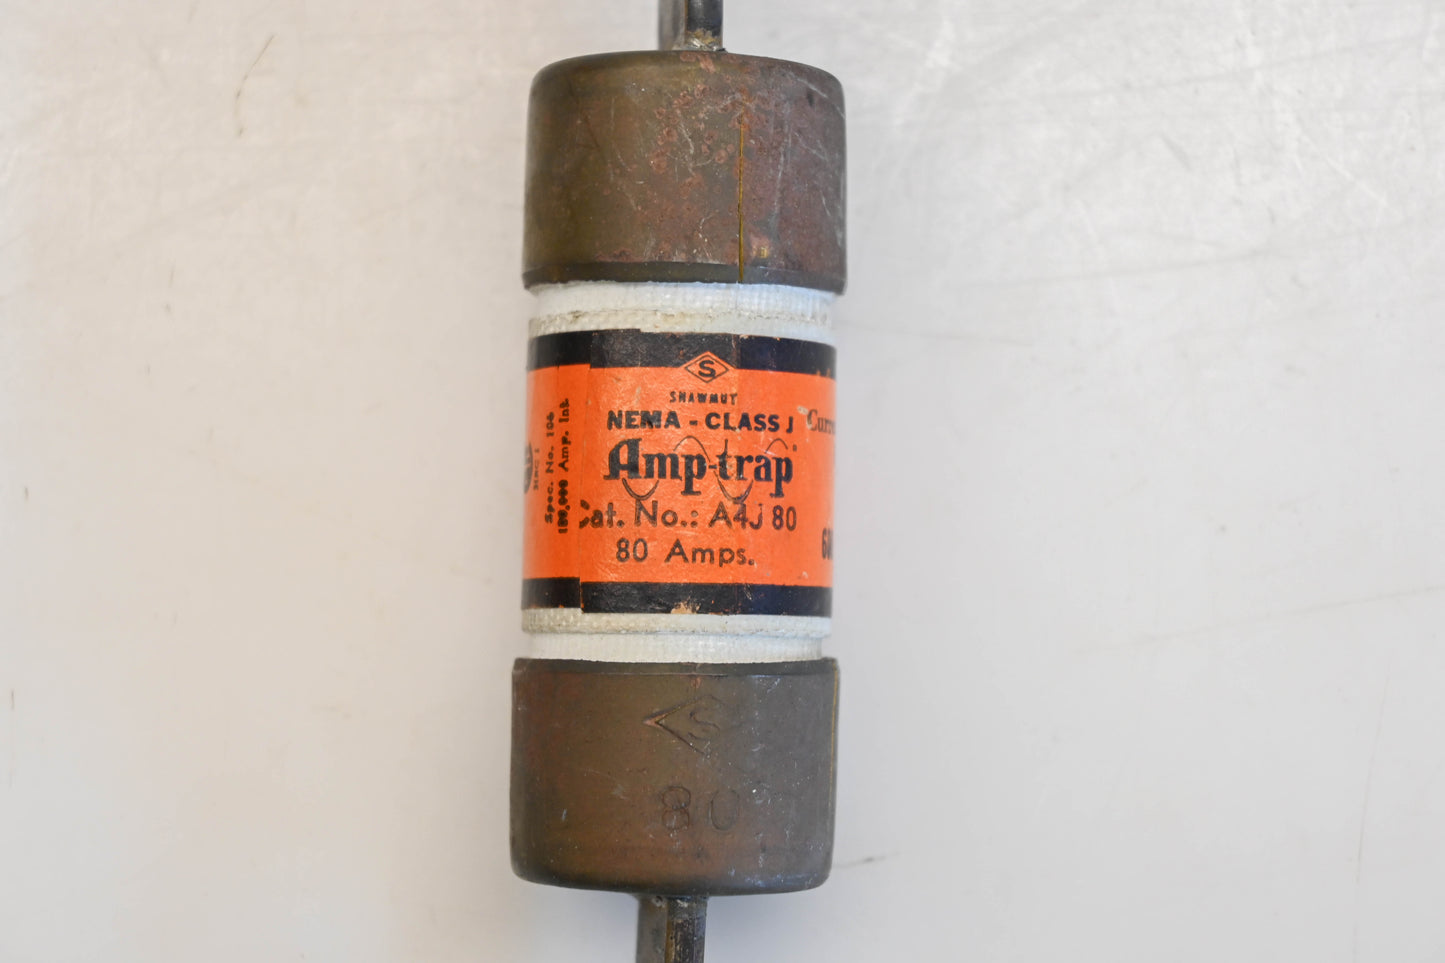 S
SHAWMUT
NEMA - CLASS J
Amp-trap
Cat. No.: A4J 80
80 Amps.
Spec. No. 106
Amp. Int.
S
80